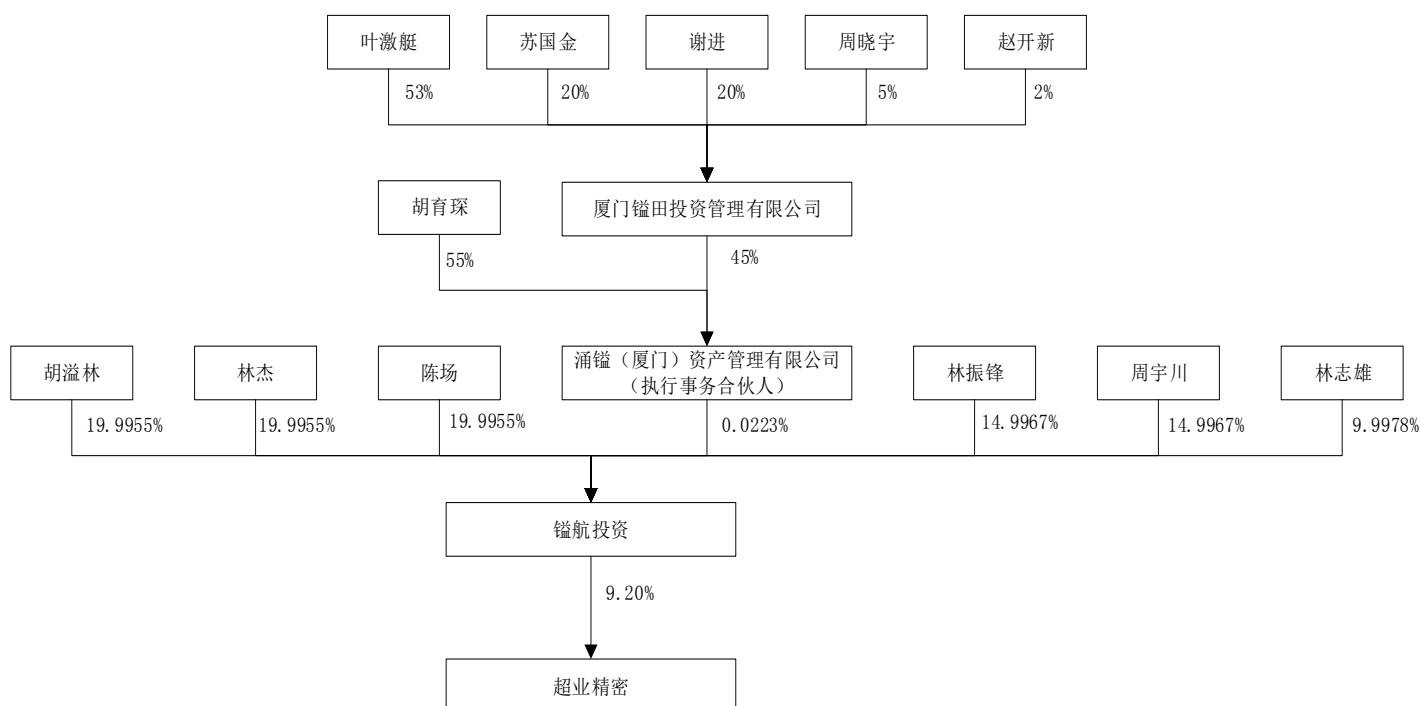 叶激艇
苏国金
谢进
周晓宇
赵开新
53%
20%
20%
5%
2%
胡育琛
厦门镒田投资管理有限公司
55%
45%
胡溢林
林杰
陈场
涌镒（厦门）资产管理有限公司
（执行事务合伙人）
林振锋
周宇川
林志雄
19.9955%
19.9955%
19.9955%
0.0223%
14.9967%
14.9967%
9.9978%
镒航投资
9.20%
超业精密